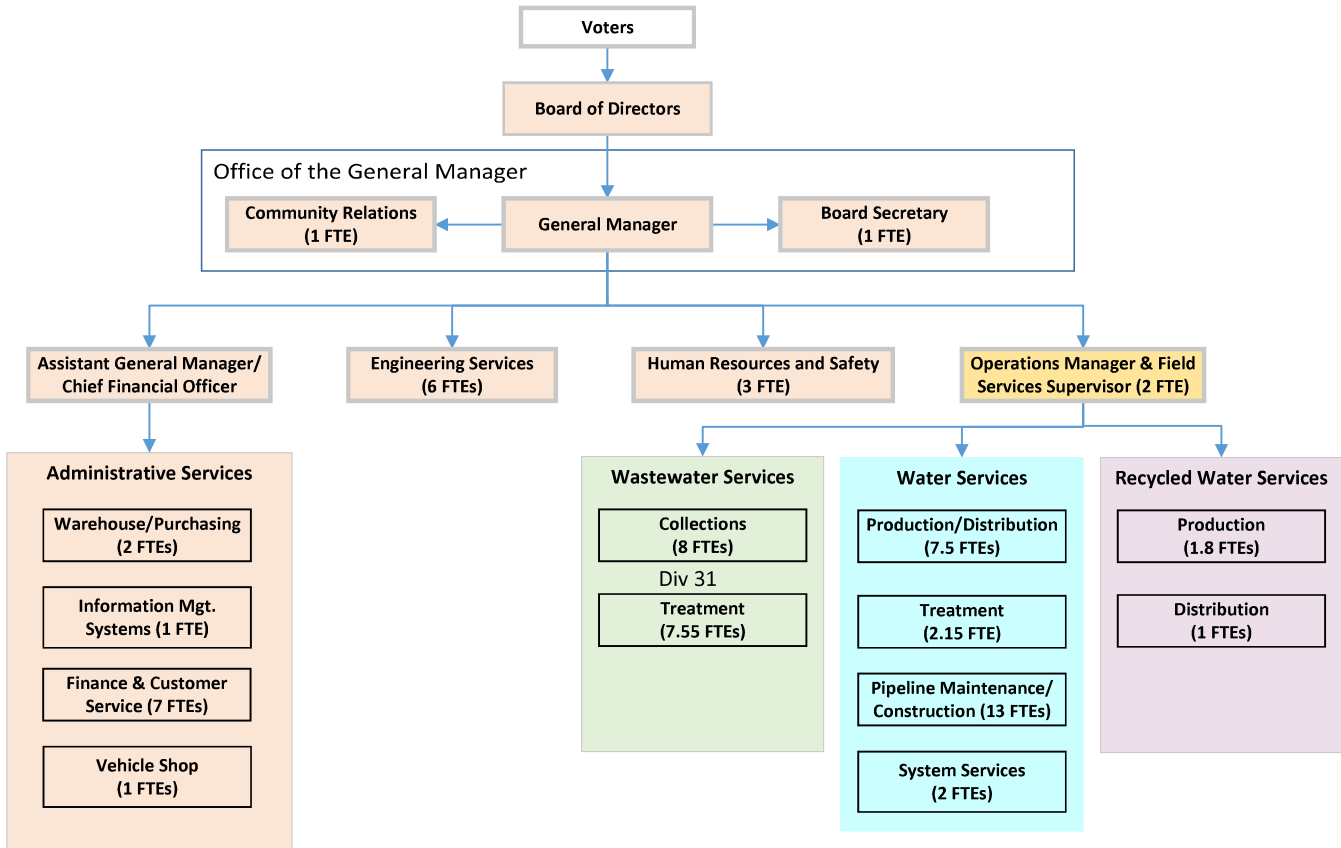 Voters
Board of Directors
Office of the General Manager
Community Relations
(1 FTE)
General Manager
Board Secretary
(1 FTE)
Assistant General Manager/
Chief Financial Officer
Engineering Services
(6 FTEs)
Human Resources and Safety
(3 FTE)
Operations Manager & Field
Services Supervisor (2 FTE)
Administrative Services
Warehouse/Purchasing
(2 FTEs)
Information Mgt.
Systems (1 FTE)
Finance & Customer
Service (7 FTEs)
Vehicle Shop
(1 FTEs)
Wastewater Services
Collections
(8 FTEs)
Div 31
Treatment
(7.55 FTEs)
Water Services
Production/Distribution
(7.5 FTEs)
Treatment
(2.15 FTE)
Pipeline Maintenance/
Construction (13 FTEs)
System Services
(2 FTEs)
Recycled Water Services
Production
(1.8 FTEs)
Distribution
(1 FTEs)